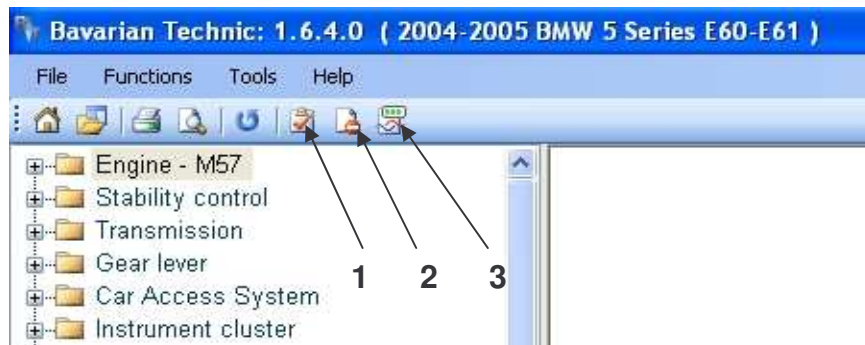 Bavarian Technic: 1.6.4.0 ( 2004-2005 BMW 5 Series E60-E61 )
File Functions Tools Help
Engine - M57
Stability control
Transmission
Gear lever
Car Access System
Instrument cluster
1 2 3